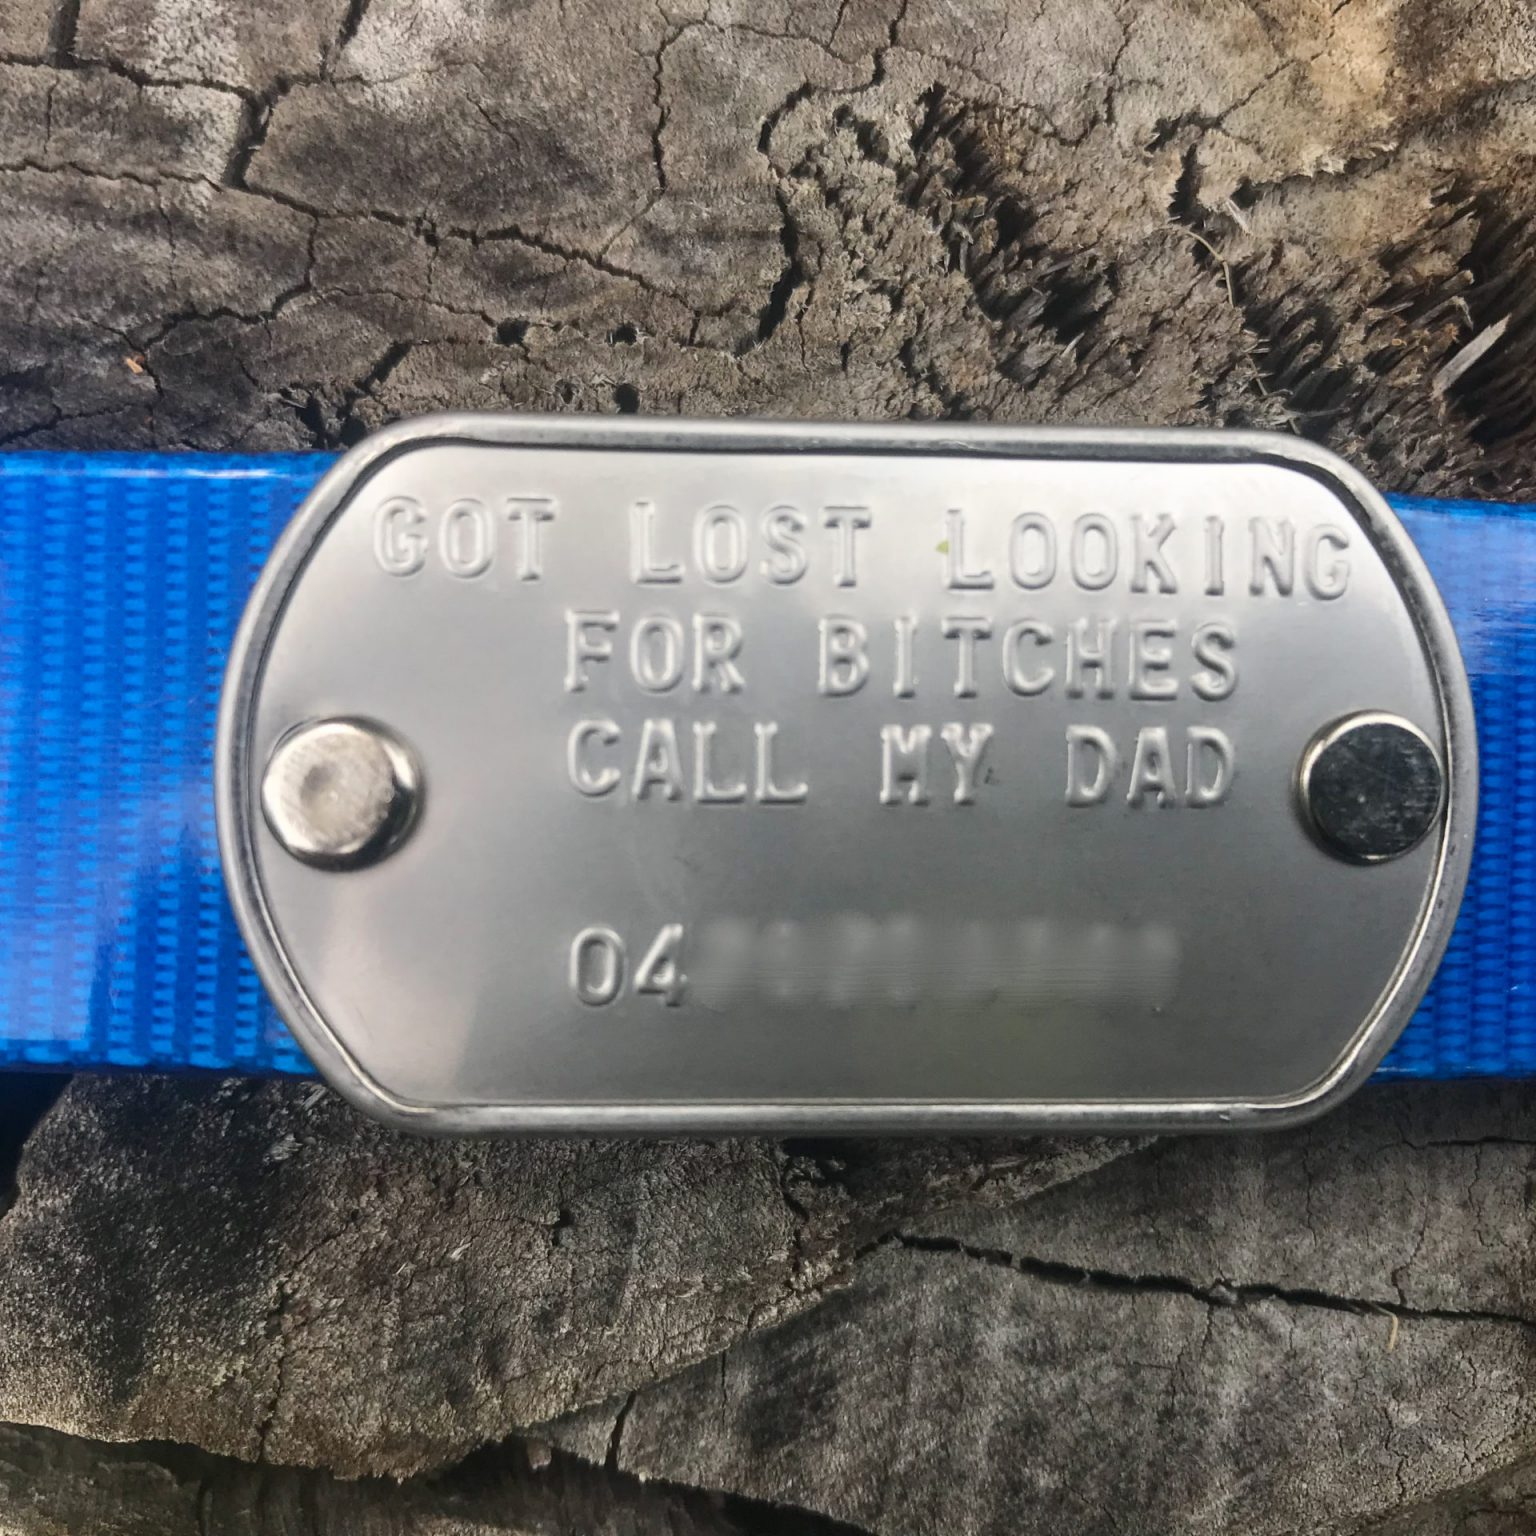 GOT LOST LOOKING
FOR BITCHES
CALL MY DAD
04